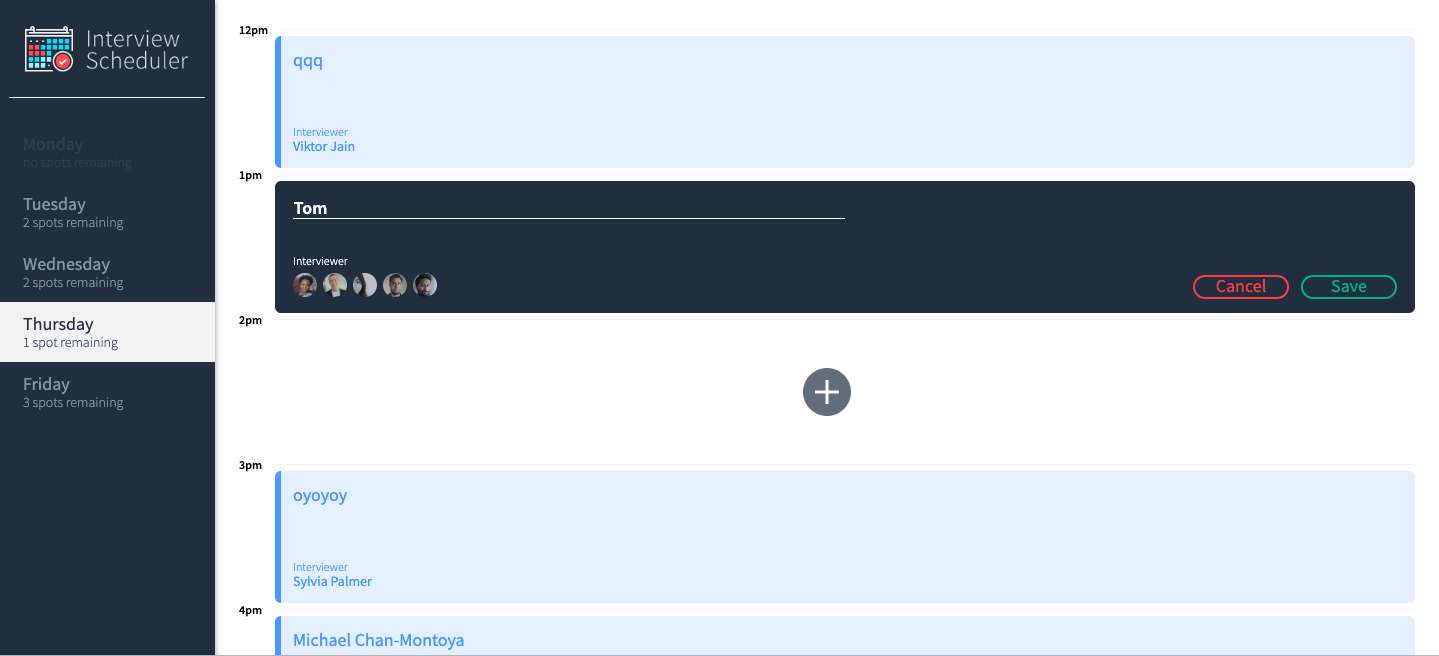 Interview
Scheduler
Monday
no spots remaining
Tuesday
2 spots remaining
Wednesday
2 spots remaining
Thursday
1 spot remaining
Friday
3 spots remaining
12pm
qqq
Interviewer
Viktor Jain
1pm
Tom
Interviewer
Cancel
Save
2pm
3pm
oyoyoy
Interviewer
Sylvia Palmer
4pm
Michael Chan-Montoya